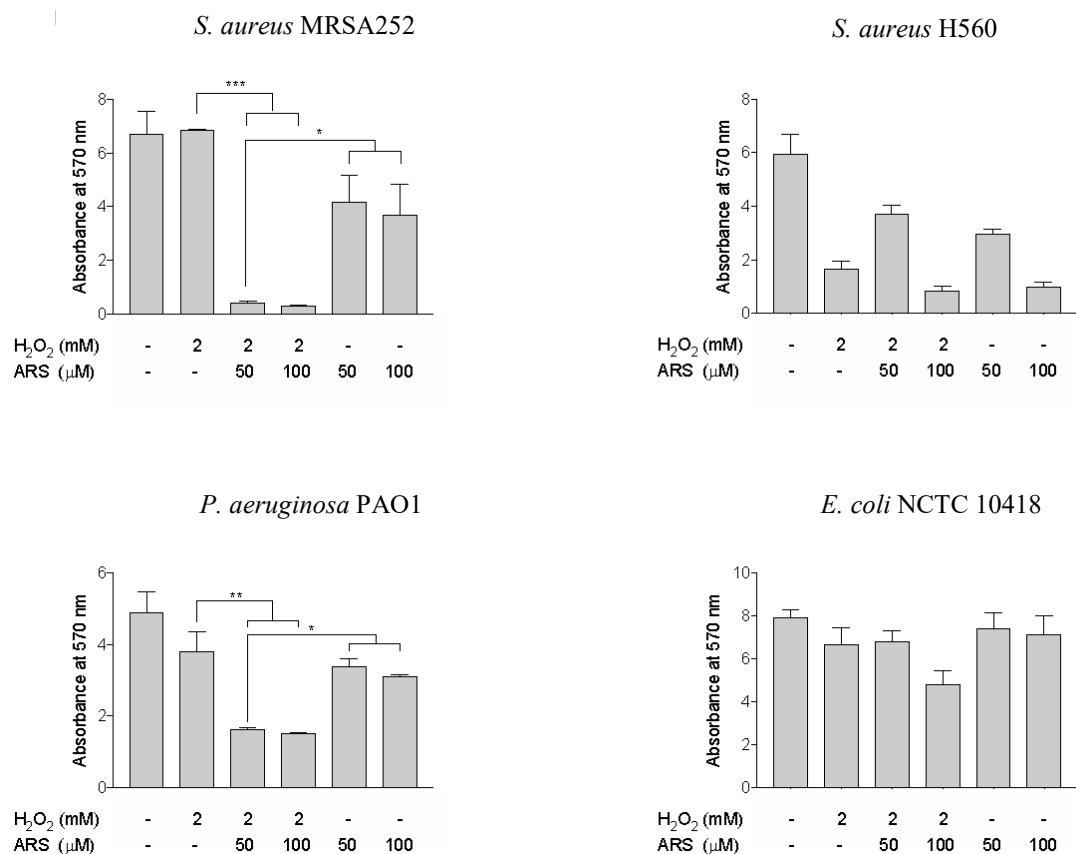 S. aureus MRSA252
***
*
8
6
4
2
0
Absorbance at 570 nm
H₂O₂ (mM) - 2 2 2 - -
ARS (μM) - - 50 100 50 100
S. aureus H560
8
6
4
2
0
Absorbance at 570 nm
H₂O₂ (mM) - 2 2 2 - -
ARS (μM) - - 50 100 50 100
P. aeruginosa PAO1
**
*
6
4
2
0
Absorbance at 570 nm
H₂O₂ (mM) - 2 2 2 - -
ARS (μM) - - 50 100 50 100
E. coli NCTC 10418
10
8
6
4
2
0
Absorbance at 570 nm
H₂O₂ (mM) - 2 2 2 - -
ARS (μM) - - 50 100 50 100